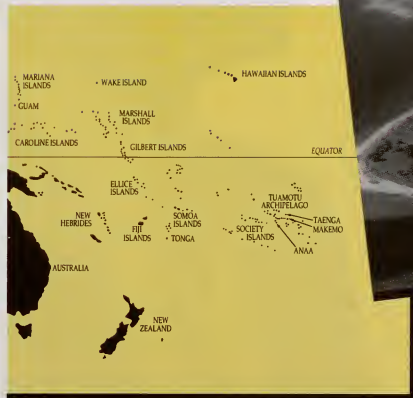 MARIANA
ISLANDS
WAKE ISLAND
HAWAIIAN ISLANDS
GUAM
MARSHALL
ISLANDS
CAROLINE ISLANDS
GILBERT ISLANDS
EQUATOR
ELLICE
ISLANDS
TUAMOTU
ARCHIPELAGO
NEW
HEBRIDES
FIJI
ISLANDS
SOMOA
ISLANDS
TONGA
SOCIETY
ISLANDS
TAENGA
MAKEMO
ANAA
AUSTRALIA
NEW
ZEALAND